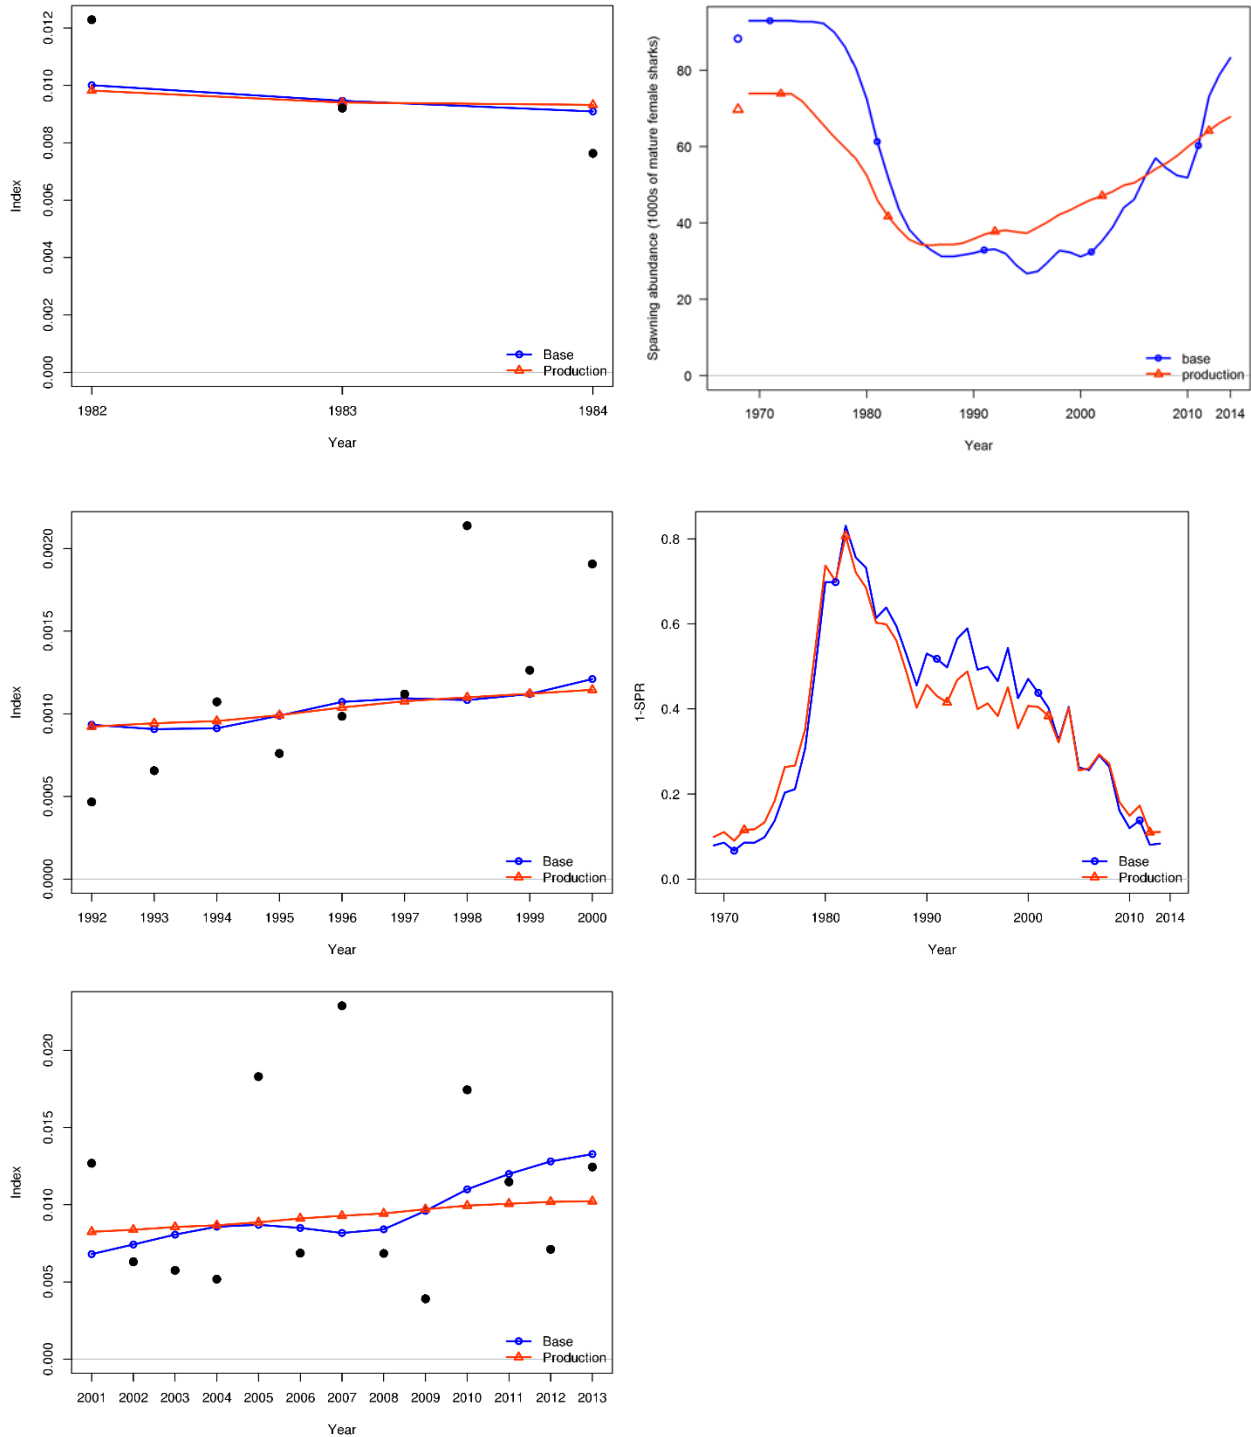 0.012
0.010
0.008
0.006
0.004
0.002
0.000
Index
Base
Production
1982 1983 1984
Year
80
60
40
20
0
Spawning abundance (1000s of mature female sharks)
base
production
1970 1980 1990 2000 2010 2014
Year
0.0020
0.0015
0.0010
0.0005
0.0000
Index
Base
Production
1992 1993 1994 1995 1996 1997 1998 1999 2000
Year
0.8
0.6
0.4
0.2
0.0
1-SPR
Base
Production
1970 1980 1990 2000 2010 2014
Year
0.020
0.015
0.010
0.005
0.000
Index
Base
Production
2001 2002 2003 2004 2005 2006 2007 2008 2009 2010 2011 2012 2013
Year